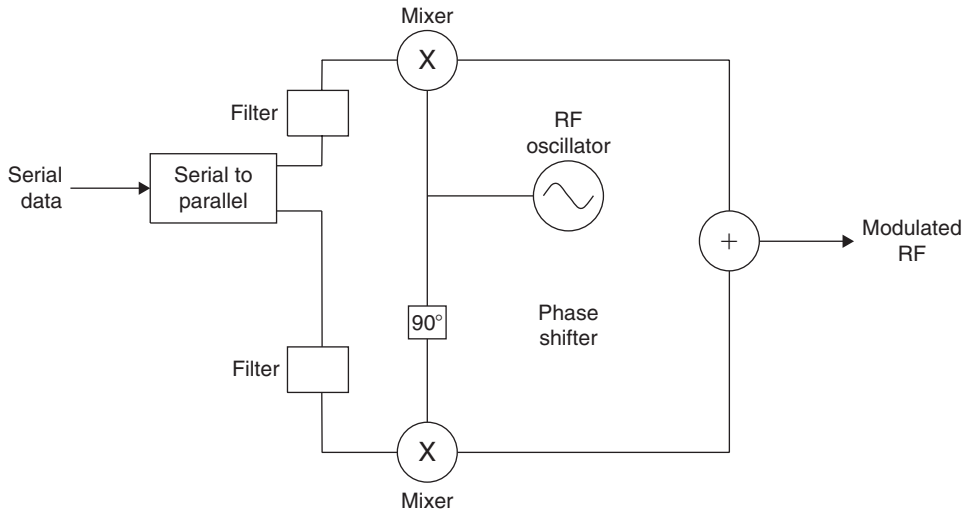 Mixer
X
Filter
RF
oscillator
Serial
data
Serial to
parallel
+
Modulated
RF
90°
Phase
shifter
Filter
X
Mixer